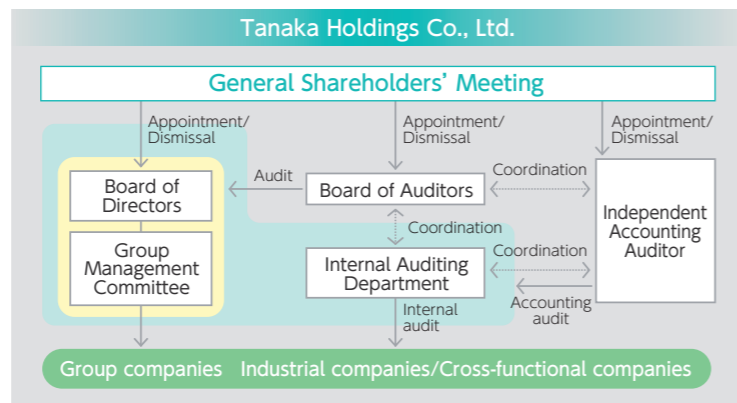 Tanaka Holdings Co., Ltd.
General Shareholders' Meeting
Appointment/
Dismissal
Appointment/
Dismissal
Appointment/
Dismissal
Board of
Directors
Audit
Board of Auditors
Coordination
Independent
Accounting
Auditor
Coordination
Group
Management
Committee
Internal Auditing
Department
Coordination
Internal
audit
Accounting
audit
Group companies Industrial companies/Cross-functional companies